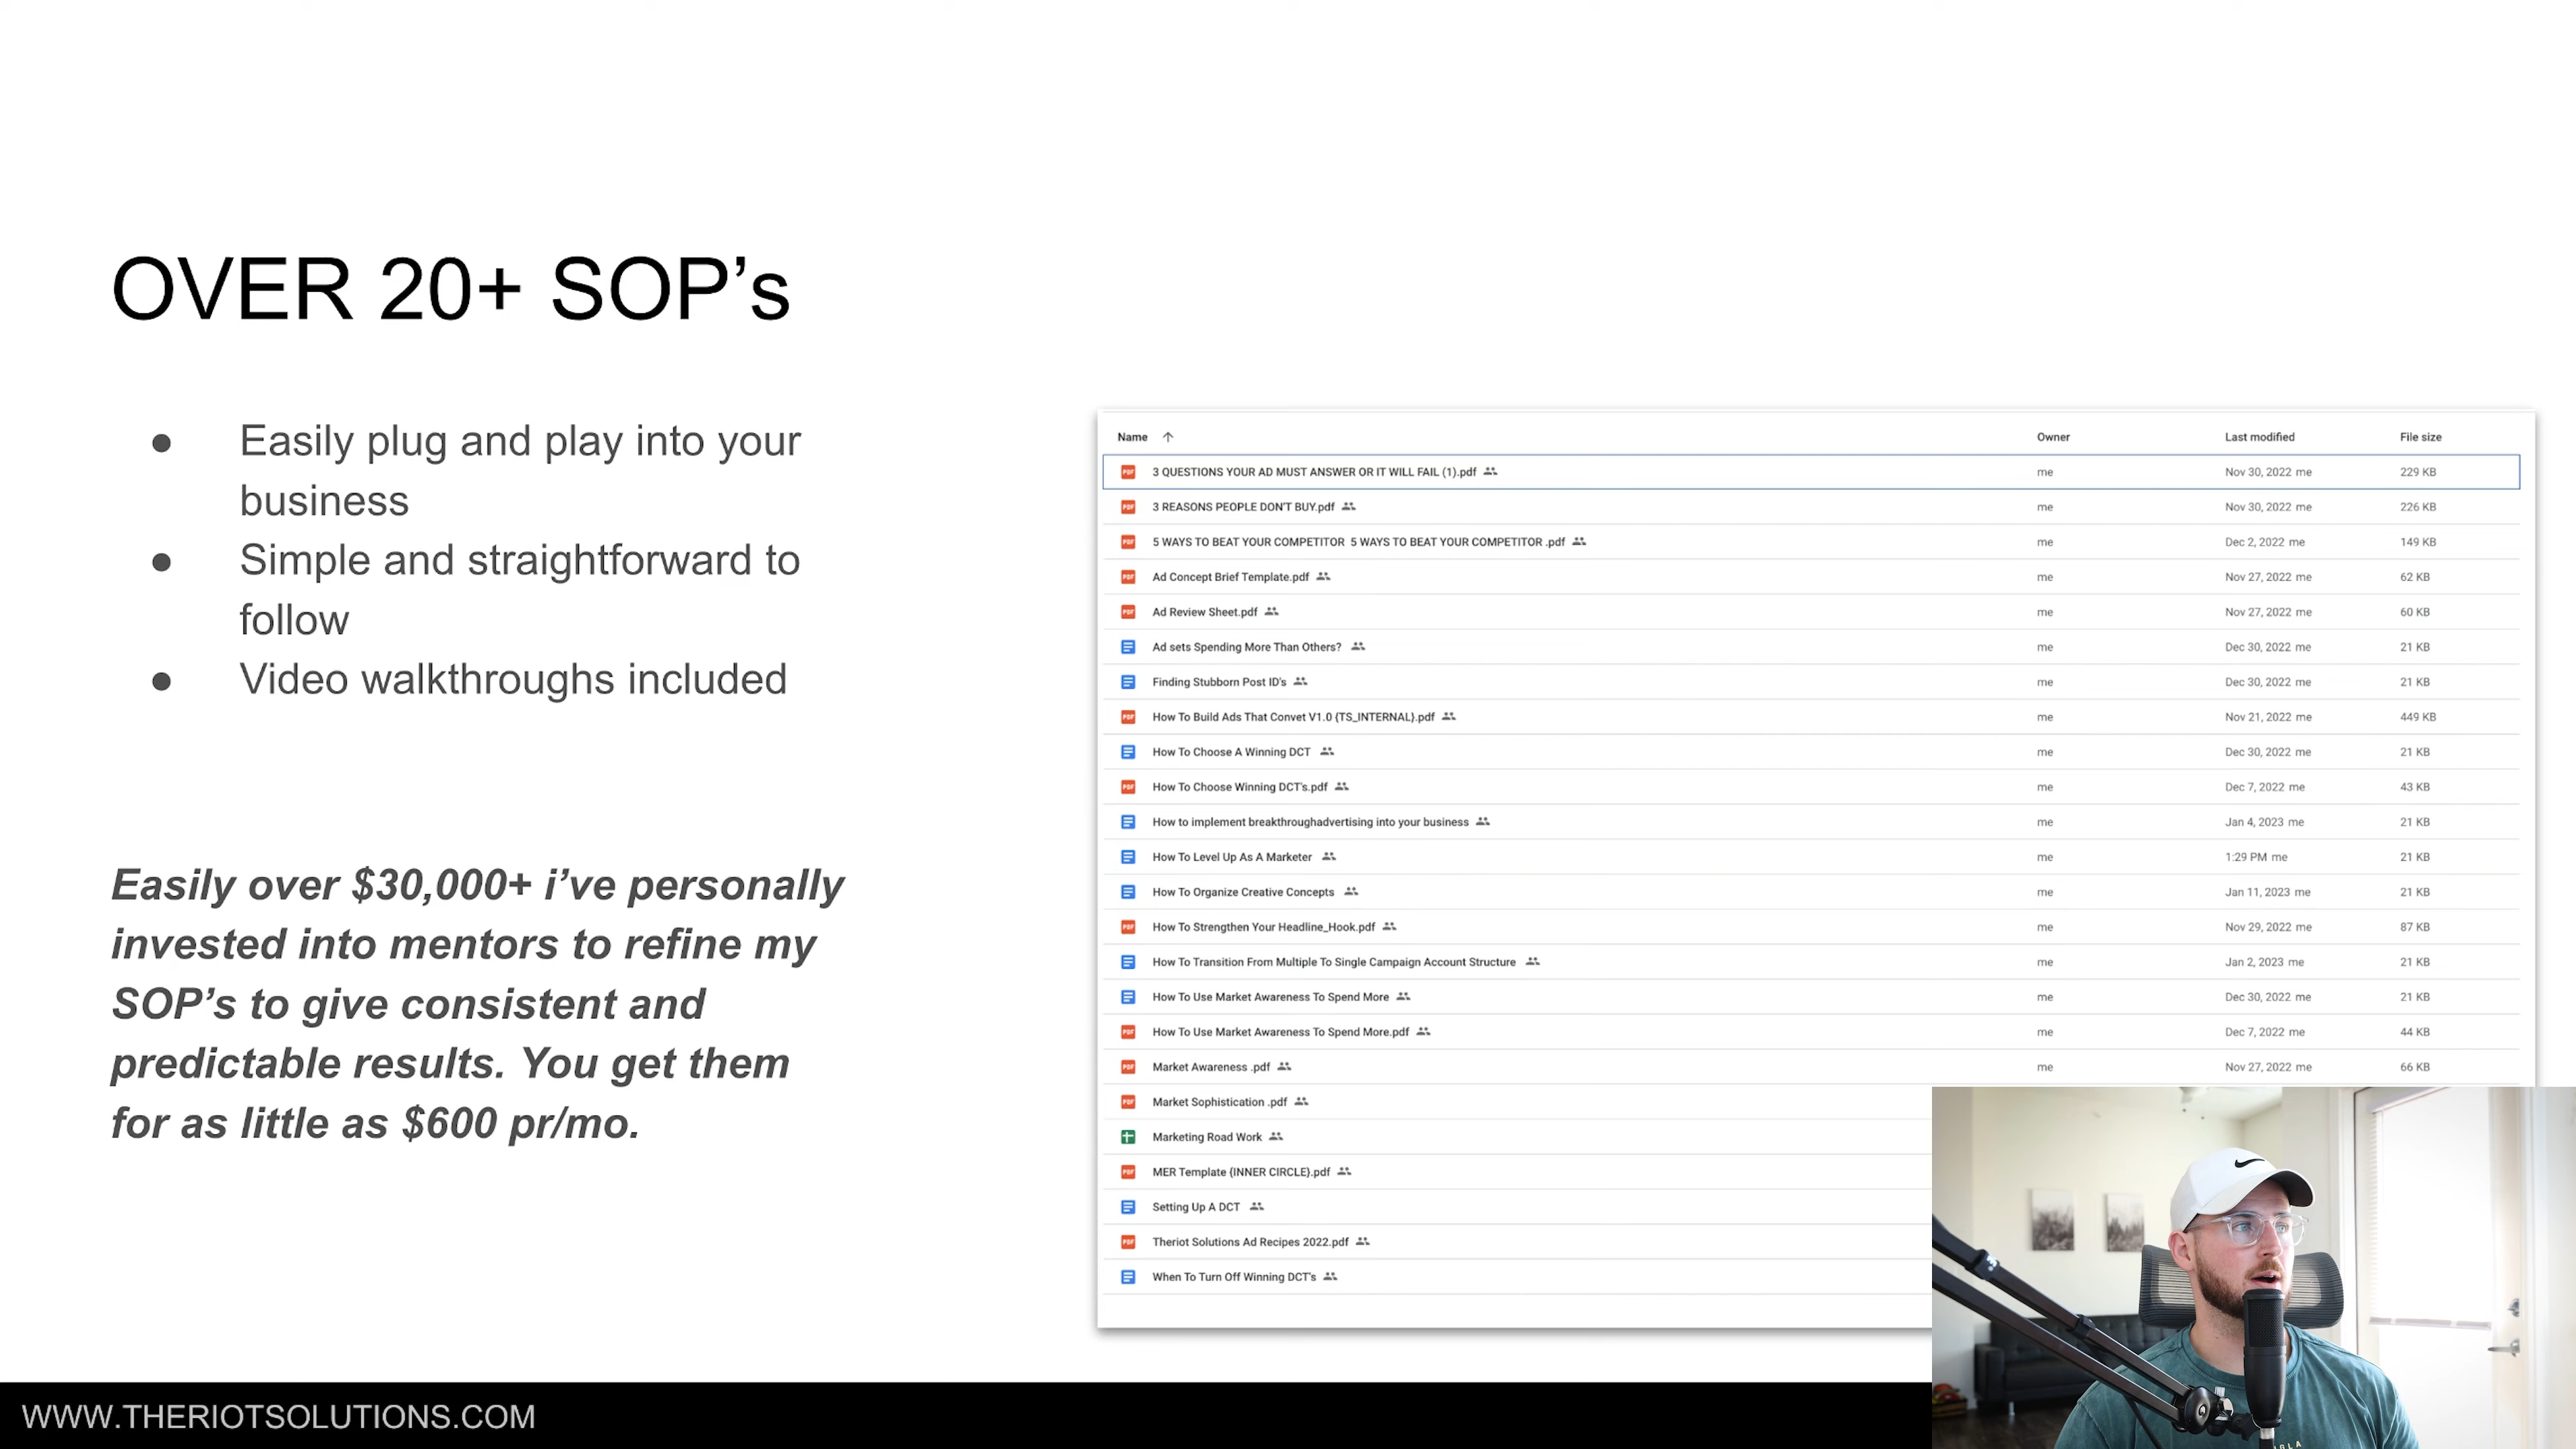 OVER 20+ SOP’s
● Easily plug and play into your
business
● Simple and straightforward to
follow
● Video walkthroughs included
Easily over $30,000+ i’ve personally
invested into mentors to refine my
SOP’s to give consistent and
predictable results. You get them
for as little as $600 pr/mo.
Name ↑ Owner Last modified File size
PDF 3 QUESTIONS YOUR AD MUST ANSWER OR IT WILL FAIL (1).pdf me Nov 30, 2022 me 229 KB
PDF 3 REASONS PEOPLE DON'T BUY.pdf me Nov 30, 2022 me 226 KB
PDF 5 WAYS TO BEAT YOUR COMPETITOR 5 WAYS TO BEAT YOUR COMPETITOR .pdf me Dec 2, 2022 me 149 KB
PDF Ad Concept Brief Template.pdf me Nov 27, 2022 me 62 KB
PDF Ad Review Sheet.pdf me Nov 27, 2022 me 60 KB
Ad sets Spending More Than Others? me Dec 30, 2022 me 21 KB
Finding Stubborn Post ID's me Dec 30, 2022 me 21 KB
PDF How To Build Ads That Convet V1.0 {TS_INTERNAL}.pdf me Nov 21, 2022 me 449 KB
How To Choose A Winning DCT me Dec 30, 2022 me 21 KB
PDF How To Choose Winning DCT's.pdf me Dec 7, 2022 me 43 KB
How to implement breakthroughadvertising into your business me Jan 4, 2023 me 21 KB
How To Level Up As A Marketer me 1:29 PM me 21 KB
How To Organize Creative Concepts me Jan 11, 2023 me 21 KB
PDF How To Strengthen Your Headline_Hook.pdf me Nov 29, 2022 me 87 KB
How To Transition From Multiple To Single Campaign Account Structure me Jan 2, 2023 me 21 KB
How To Use Market Awareness To Spend More me Dec 30, 2022 me 21 KB
PDF How To Use Market Awareness To Spend More.pdf me Dec 7, 2022 me 44 KB
PDF Market Awareness .pdf me Nov 27, 2022 me 66 KB
PDF Market Sophistication .pdf
Marketing Road Work
PDF MER Template {INNER CIRCLE}.pdf
Setting Up A DCT
PDF Theriot Solutions Ad Recipes 2022.pdf
When To Turn Off Winning DCT's
WWW.THERIOTSOLUTIONS.COM